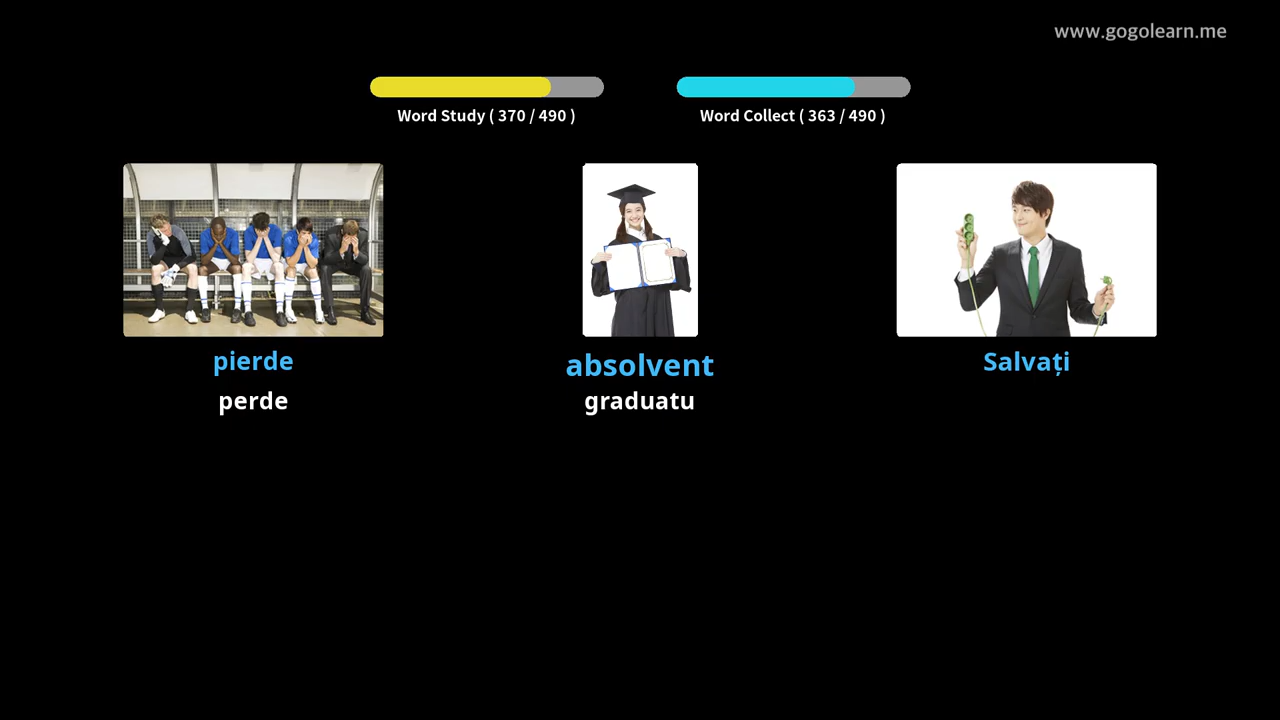 www.gogolearn.me
Word Study ( 370 / 490 )
Word Collect ( 363 / 490 )
pierde
absolvent
Salvați
perde
graduatu